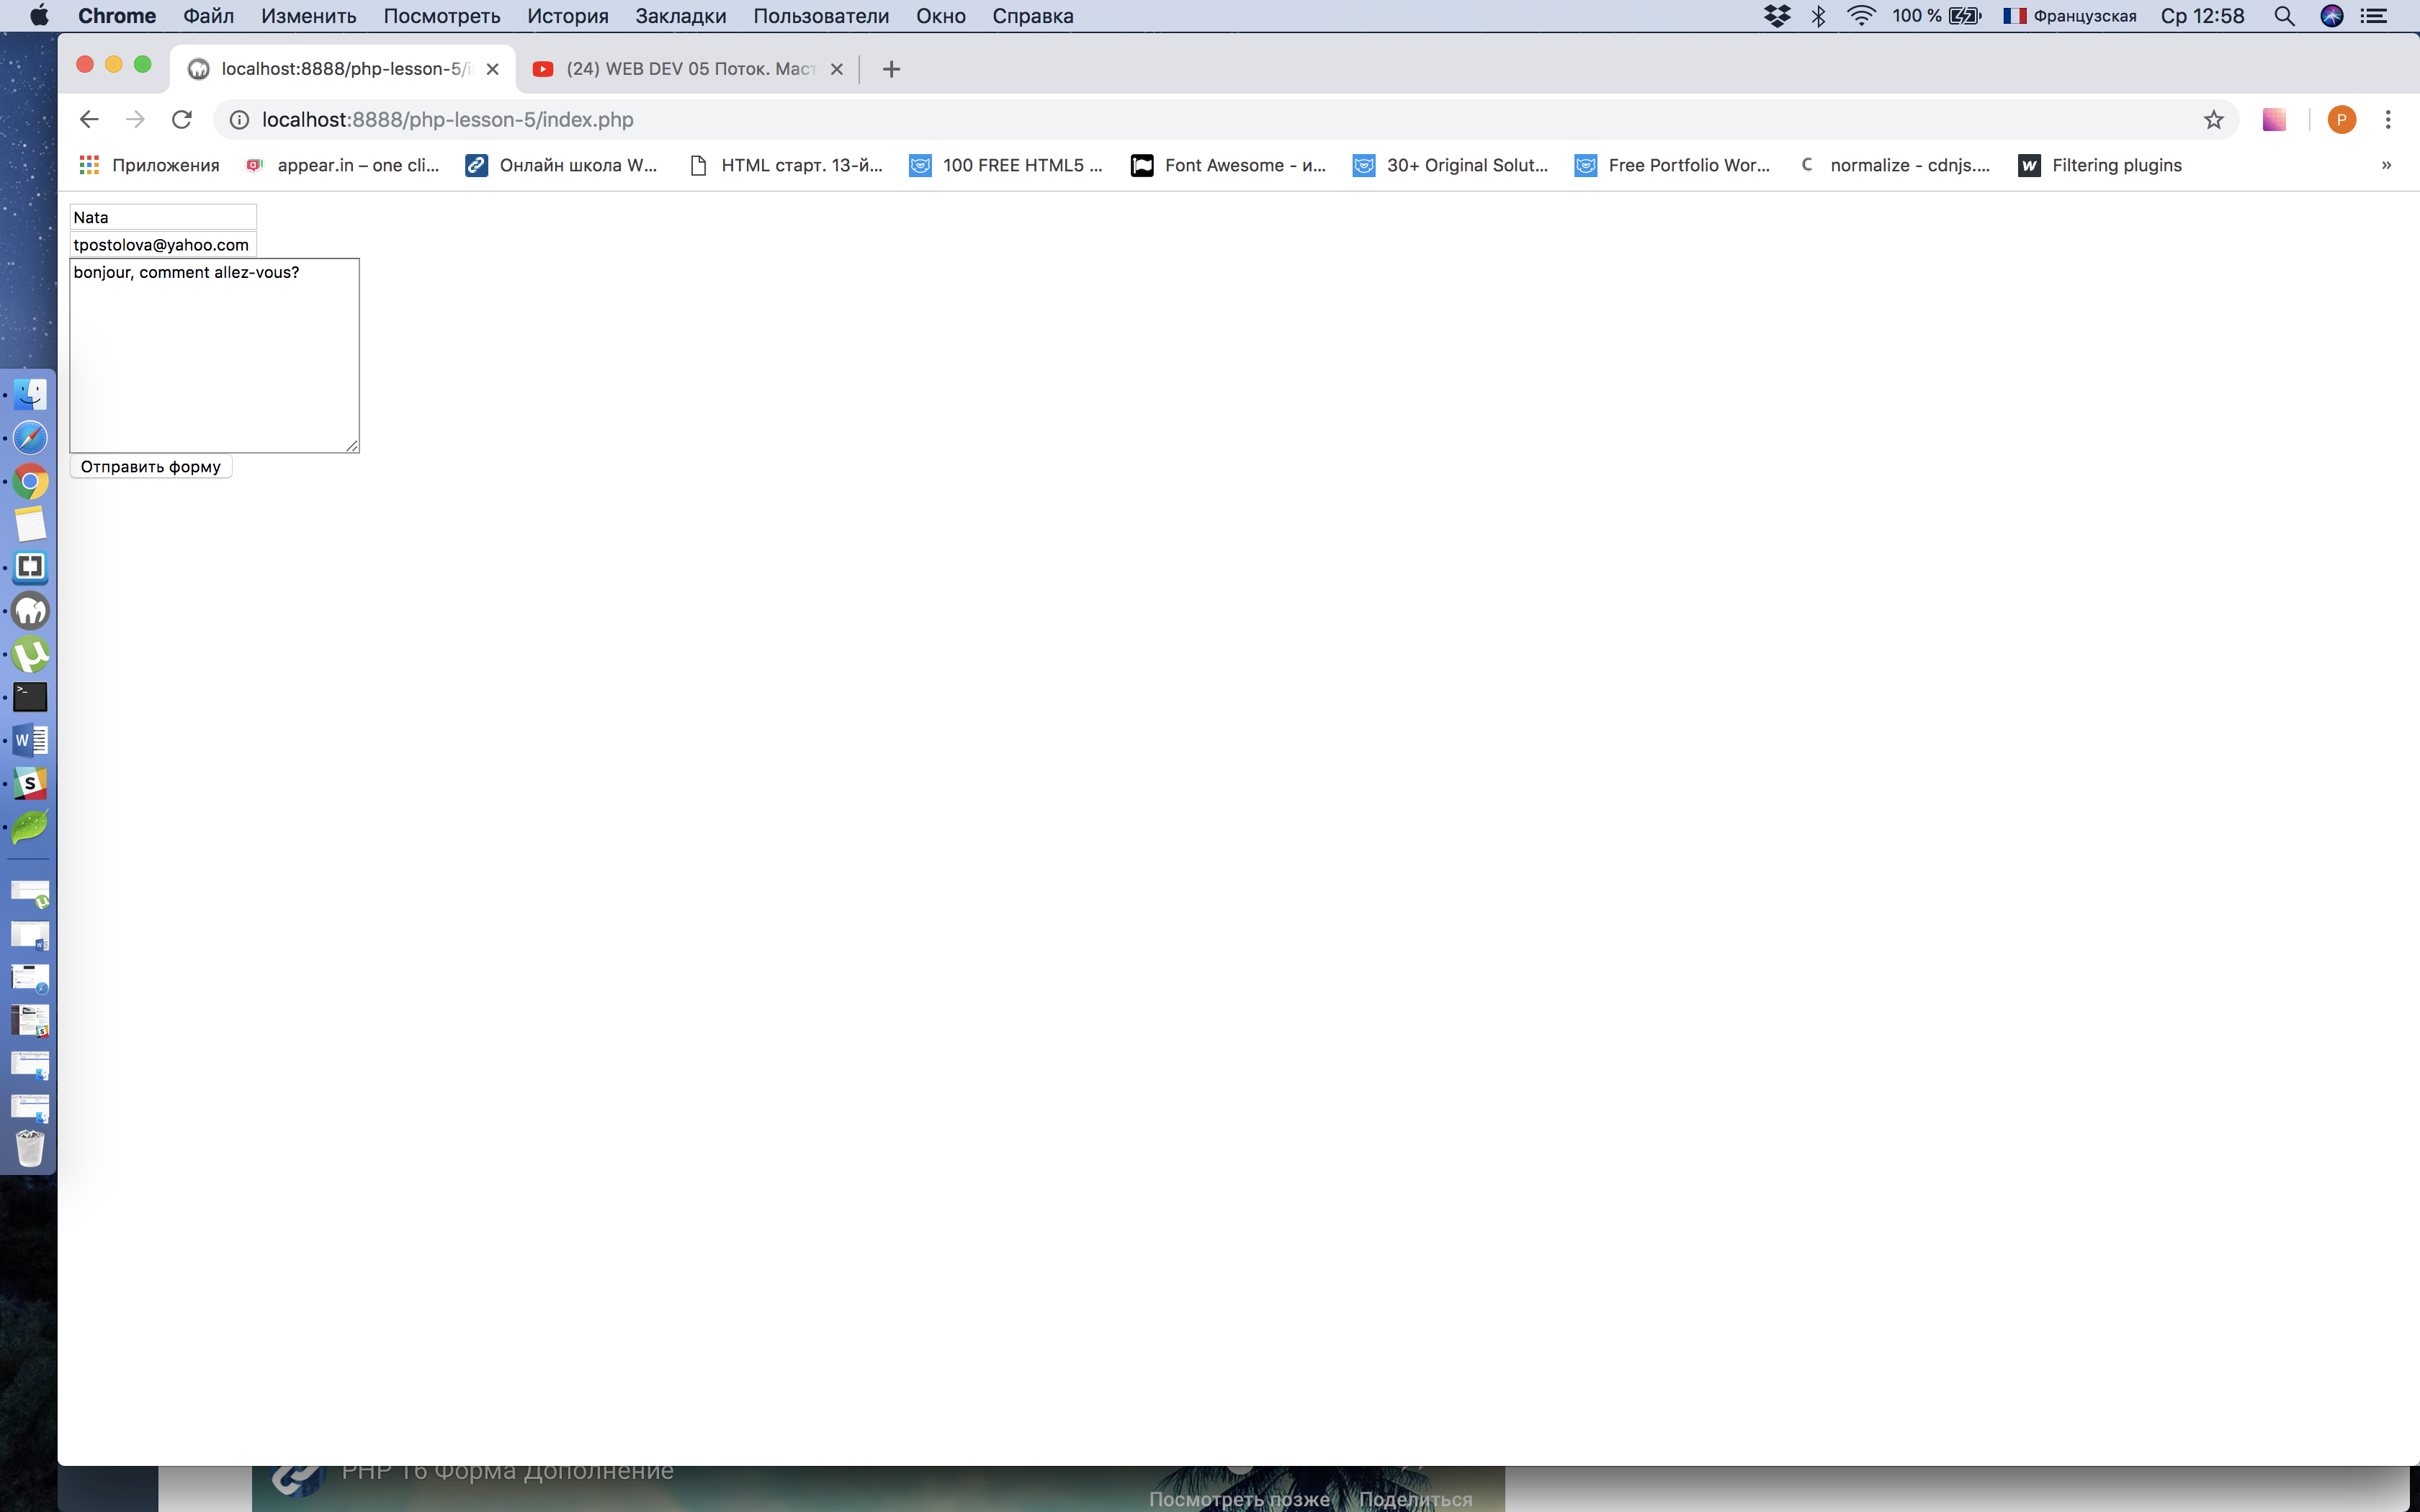 Chrome Файл Изменить Посмотреть История Закладки Пользователи Окно Справка 100 % Французская Ср 12:58
localhost:8888/php-lesson-5/i (24) WEB DEV 05 Поток. Маст
localhost:8888/php-lesson-5/index.php P
Приложения appear.in – one cli... Онлайн школа W... HTML старт. 13-й... 100 FREE HTML5 ... Font Awesome - и... 30+ Original Solut... Free Portfolio Wor... normalize - cdnjs.... Filtering plugins »
Nata
tpostolova@yahoo.com
bonjour, comment allez-vous?
Отправить форму
PHP 16 Форма Дополнение
Посмотреть позже Поделиться